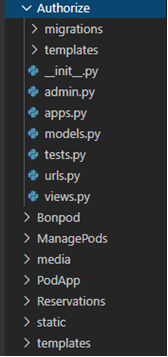 Authorize
migrations
templates
__init__.py
admin.py
apps.py
models.py
tests.py
urls.py
views.py
Bonpod
ManagePods
media
PodApp
Reservations
static
templates